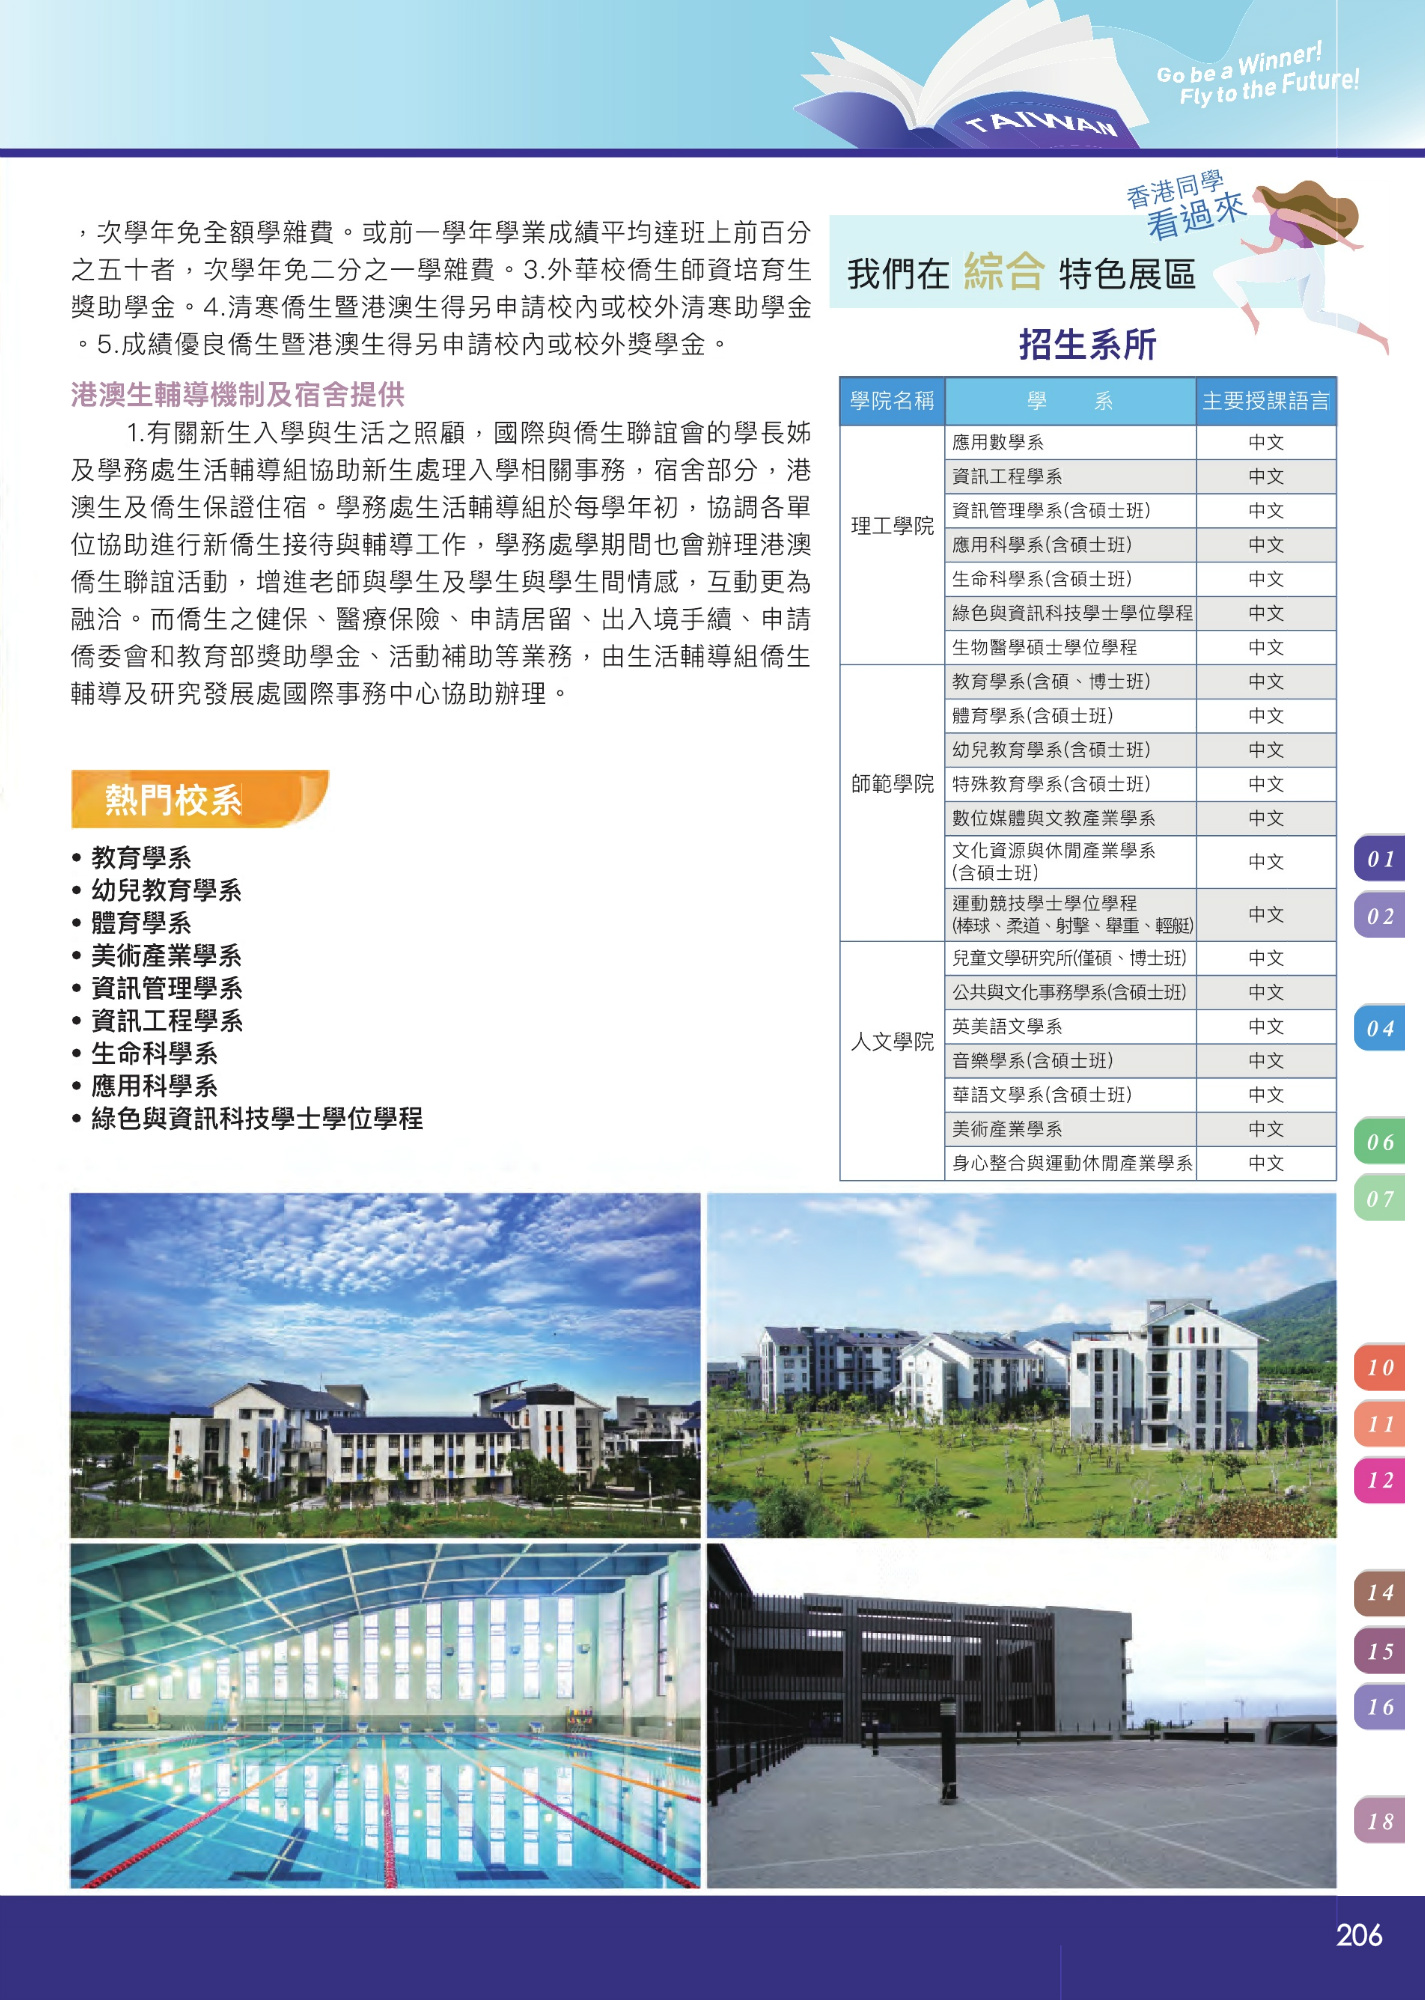 Go be a Winner!
Fly to the Future!
TAIWAN
，次學年免全額學雜費。或前一學年學業成績平均達班上前百分
之五十者，次學年免二分之一學雜費。3.外華校僑生師資培育生
獎助學金。4.清寒僑生暨港澳生得另申請校內或校外清寒助學金
。5.成績優良僑生暨港澳生得另申請校內或校外獎學金。
港澳生輔導機制及宿舍提供
1.有關新生入學與生活之照顧，國際與僑生聯誼會的學長姊
及學務處生活輔導組協助新生處理入學相關事務，宿舍部分，港
澳生及僑生保證住宿。學務處生活輔導組於每學年初，協調各單
位協助進行新僑生接待與輔導工作，學務處學期間也會辦理港澳
僑生聯誼活動，增進老師與學生及學生與學生間情感，互動更為
融洽。而僑生之健保、醫療保險、申請居留、出入境手續、申請
僑委會和教育部獎助學金、活動補助等業務，由生活輔導組僑生
輔導及研究發展處國際事務中心協助辦理。
熱門校系
• 教育學系
• 幼兒教育學系
• 體育學系
• 美術產業學系
• 資訊管理學系
• 資訊工程學系
• 生命科學系
• 應用科學系
• 綠色與資訊科技學士學位學程
香港同學
看過來
我們在 綜合 特色展區
招生系所
學院名稱 學 系 主要授課語言
理工學院
應用數學系 中文
資訊工程學系 中文
資訊管理學系(含碩士班) 中文
應用科學系(含碩士班) 中文
生命科學系(含碩士班) 中文
綠色與資訊科技學士學位學程 中文
生物醫學碩士學位學程 中文
師範學院
教育學系(含碩、博士班) 中文
體育學系(含碩士班) 中文
幼兒教育學系(含碩士班) 中文
特殊教育學系(含碩士班) 中文
數位媒體與文教產業學系 中文
文化資源與休閒產業學系
(含碩士班) 中文
運動競技學士學位學程
(棒球、柔道、射擊、舉重、輕艇) 中文
人文學院
兒童文學研究所(僅碩、博士班) 中文
公共與文化事務學系(含碩士班) 中文
英美語文學系 中文
音樂學系(含碩士班) 中文
華語文學系(含碩士班) 中文
美術產業學系 中文
身心整合與運動休閒產業學系 中文
01
02
04
06
07
10
11
12
14
15
16
18
206